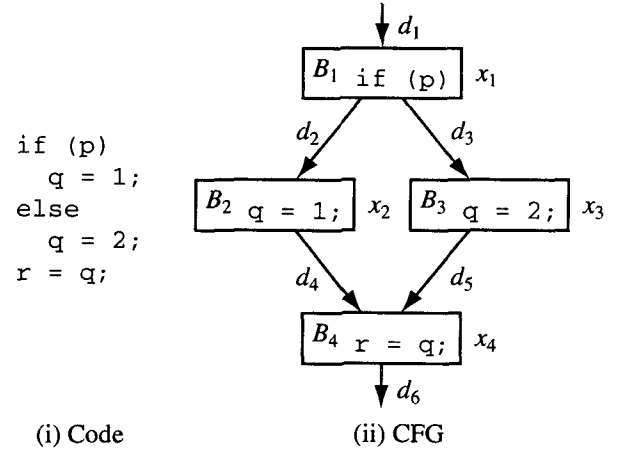 if (p)
q = 1;
else
q = 2;
r = q;
(i) Code
d1
B1 if (p) x1
d2 d3
B2 q = 1; x2 B3 q = 2; x3
d4 d5
B4 r = q; x4
d6
(ii) CFG